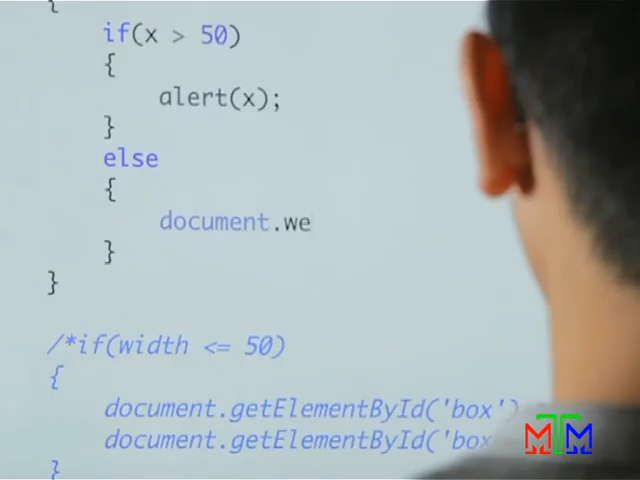 {
if(x > 50)
{
alert(x);
}
else
{
document.we
}
}
/*if(width <= 50)
{
document.getElementById('box')
document.getElementById('box
}
MTM